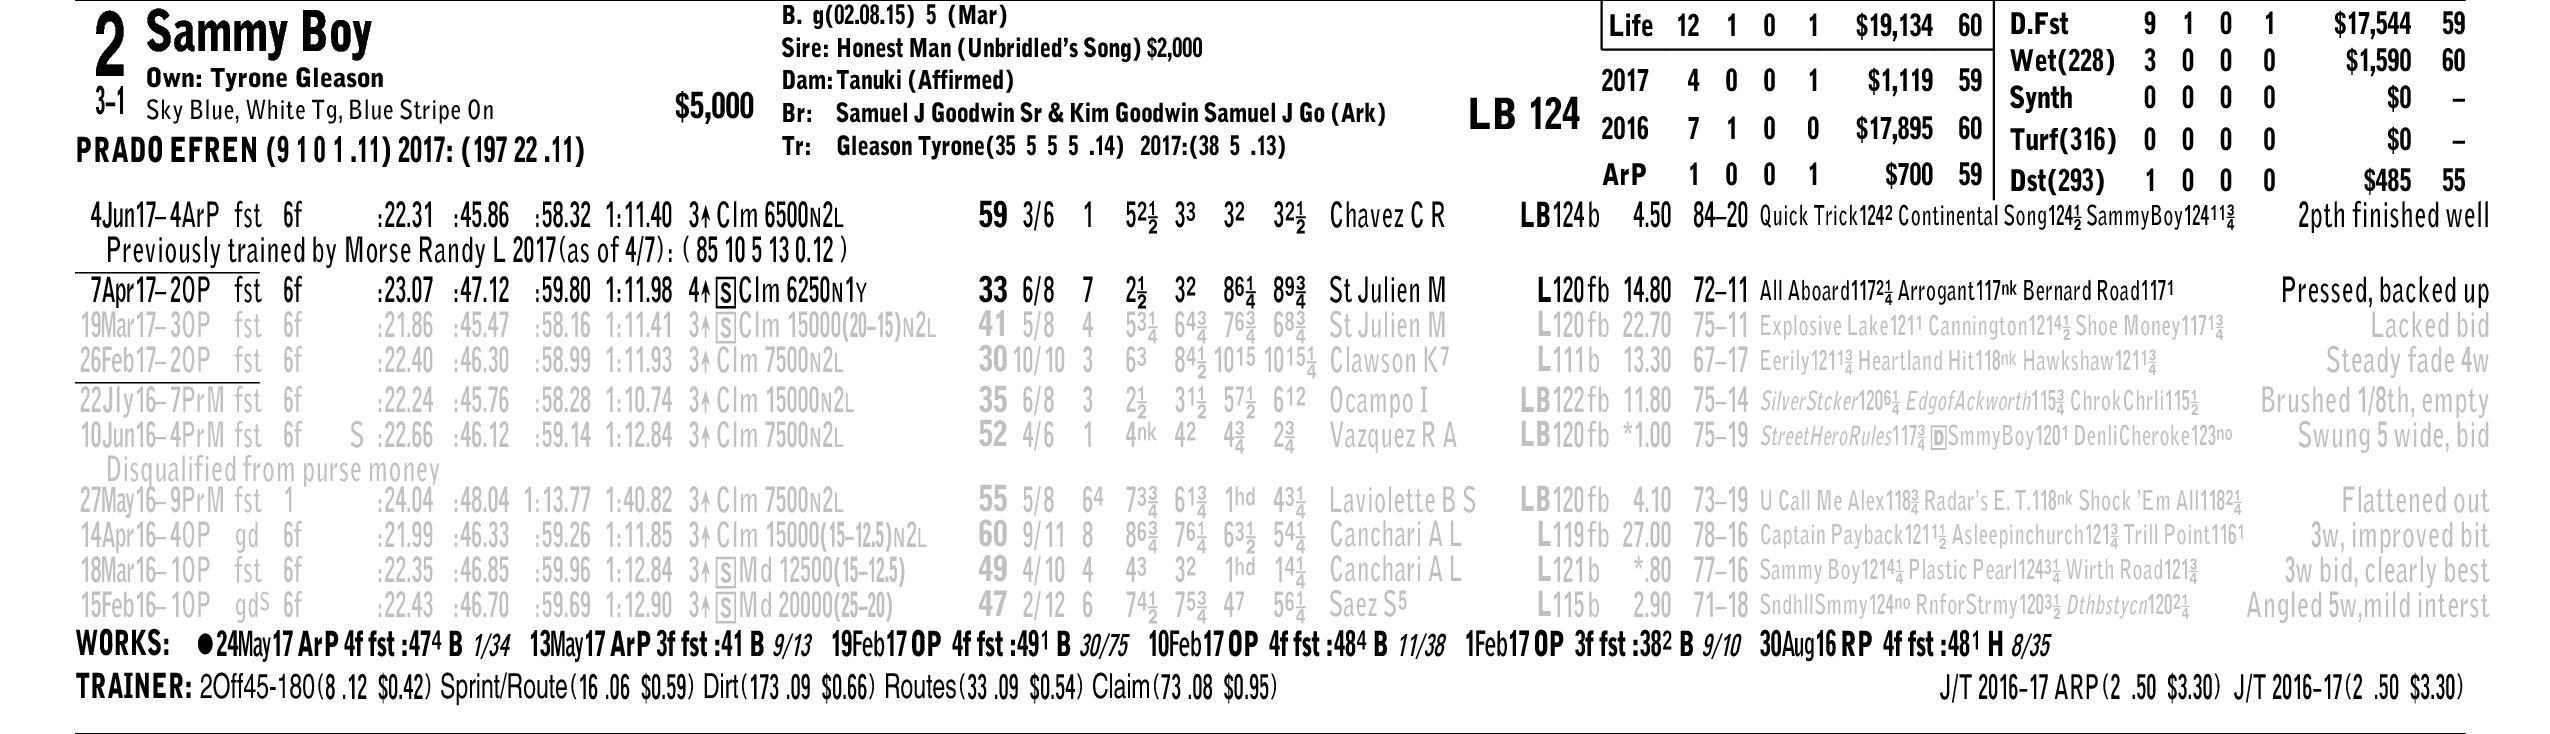 2 Sammy Boy
Own: Tyrone Gleason
3–1 Sky Blue, White Tg, Blue Stripe On $5,000
PRADO EFREN (9 1 0 1 .11) 2017: (197 22 .11)
B. g(02.08.15) 5 (Mar)
Sire: Honest Man (Unbridled's Song) $2,000
Dam: Tanuki (Affirmed)
Br: Samuel J Goodwin Sr & Kim Goodwin Samuel J Go (Ark)
Tr: Gleason Tyrone(35 5 5 5 .14) 2017:(38 5 .13)
LB 124
Life 12 1 0 1 $19,134 60
2017 4 0 0 1 $1,119 59
2016 7 1 0 0 $17,895 60
ArP 1 0 0 1 $700 59
D.Fst 9 1 0 1 $17,544 59
Wet(228) 3 0 0 0 $1,590 60
Synth 0 0 0 0 $0 –
Turf(316) 0 0 0 0 $0 –
Dst(293) 1 0 0 0 $485 55
4Jun17–4ArP fst 6f :22.31 :45.86 :58.32 1:11.40 3↑ Clm 6500N2L 59 3/6 1 52½ 33 32 32½ Chavez C R LB124b 4.50 84–20 Quick Trick1242 Continental Song124½ SammyBoy12411¾ 2pth finished well
Previously trained by Morse Randy L 2017(as of 4/7): ( 85 10 5 13 0.12 )
7Apr17–2OP fst 6f :23.07 :47.12 :59.80 1:11.98 4↑ S Clm 6250N1Y 33 6/8 7 2½ 32 86¼ 89¾ St Julien M L120fb 14.80 72–11 All Aboard1172¼ Arrogant117nk Bernard Road1171 Pressed, backed up
19Mar17–3OP fst 6f :21.86 :45.47 :58.16 1:11.41 3↑ S Clm 15000(20–15)N2L 41 5/8 4 53¼ 64¾ 76¾ 68¾ St Julien M L120fb 22.70 75–11 Explosive Lake1211 Cannington1214½ Shoe Money1171¾ Lacked bid
26Feb17–2OP fst 6f :22.40 :46.30 :58.99 1:11.93 3↑ Clm 7500N2L 30 10/10 3 63 84½ 1015 1015¼ Clawson K7 L111b 13.30 67–17 Eerily1211¾ Heartland Hit118nk Hawkshaw1211¾ Steady fade 4w
22Jly16–7PrM fst 6f :22.24 :45.76 :58.28 1:10.74 3↑ Clm 15000N2L 35 6/8 3 2½ 31½ 57½ 612 Ocampo I LB122fb 11.80 75–14 SilverStcker1206¼ EdgofAckworth115¾ ChrokChrli115½ Brushed 1/8th, empty
10Jun16–4PrM fst 6f S :22.66 :46.12 :59.14 1:12.84 3↑ Clm 7500N2L 52 4/6 1 4nk 42 4¾ 2¾ Vazquez R A LB120fb *1.00 75–19 StreetHeroRules117¾ D SmmyBoy1201 DenliCheroke123no Swung 5 wide, bid
Disqualified from purse money
27May16–9PrM fst 1 :24.04 :48.04 1:13.77 1:40.82 3↑ Clm 7500N2L 55 5/8 64 73¾ 61¾ 1hd 43¼ Laviolette B S LB120fb 4.10 73–19 U Call Me Alex118¾ Radar's E. T.118nk Shock 'Em All1182¼ Flattened out
14Apr16–4OP gd 6f :21.99 :46.33 :59.26 1:11.85 3↑ Clm 15000(15–12.5)N2L 60 9/11 8 86¾ 76¼ 63½ 54¼ Canchari A L L119fb 27.00 78–16 Captain Payback1211½ Asleepinchurch121¾ Trill Point1161 3w, improved bit
18Mar16–1OP fst 6f :22.35 :46.85 :59.96 1:12.84 3↑ S Md 12500(15–12.5) 49 4/10 4 43 32 1hd 14¼ Canchari A L L121b *.80 77–16 Sammy Boy1214¼ Plastic Pearl1243¼ Wirth Road121¾ 3w bid, clearly best
15Feb16–1OP gdS 6f :22.43 :46.70 :59.69 1:12.90 3↑ S Md 20000(25–20) 47 2/12 6 74½ 75¾ 47 56¼ Saez S5 L115b 2.90 71–18 SndhllSmmy124no RnforStrmy1203½ Dthbstycn1202¼ Angled 5w,mild interst
WORKS: ●24May17 ArP 4f fst :474 B 1/34 13May17 ArP 3f fst :41 B 9/13 19Feb17 OP 4f fst :491 B 30/75 10Feb17 OP 4f fst :484 B 11/38 1Feb17 OP 3f fst :382 B 9/10 30Aug16 RP 4f fst :481 H 8/35
TRAINER: 2Off45-180(8 .12 $0.42) Sprint/Route(16 .06 $0.59) Dirt(173 .09 $0.66) Routes(33 .09 $0.54) Claim(73 .08 $0.95) J/T 2016-17 ARP(2 .50 $3.30) J/T 2016-17(2 .50 $3.30)